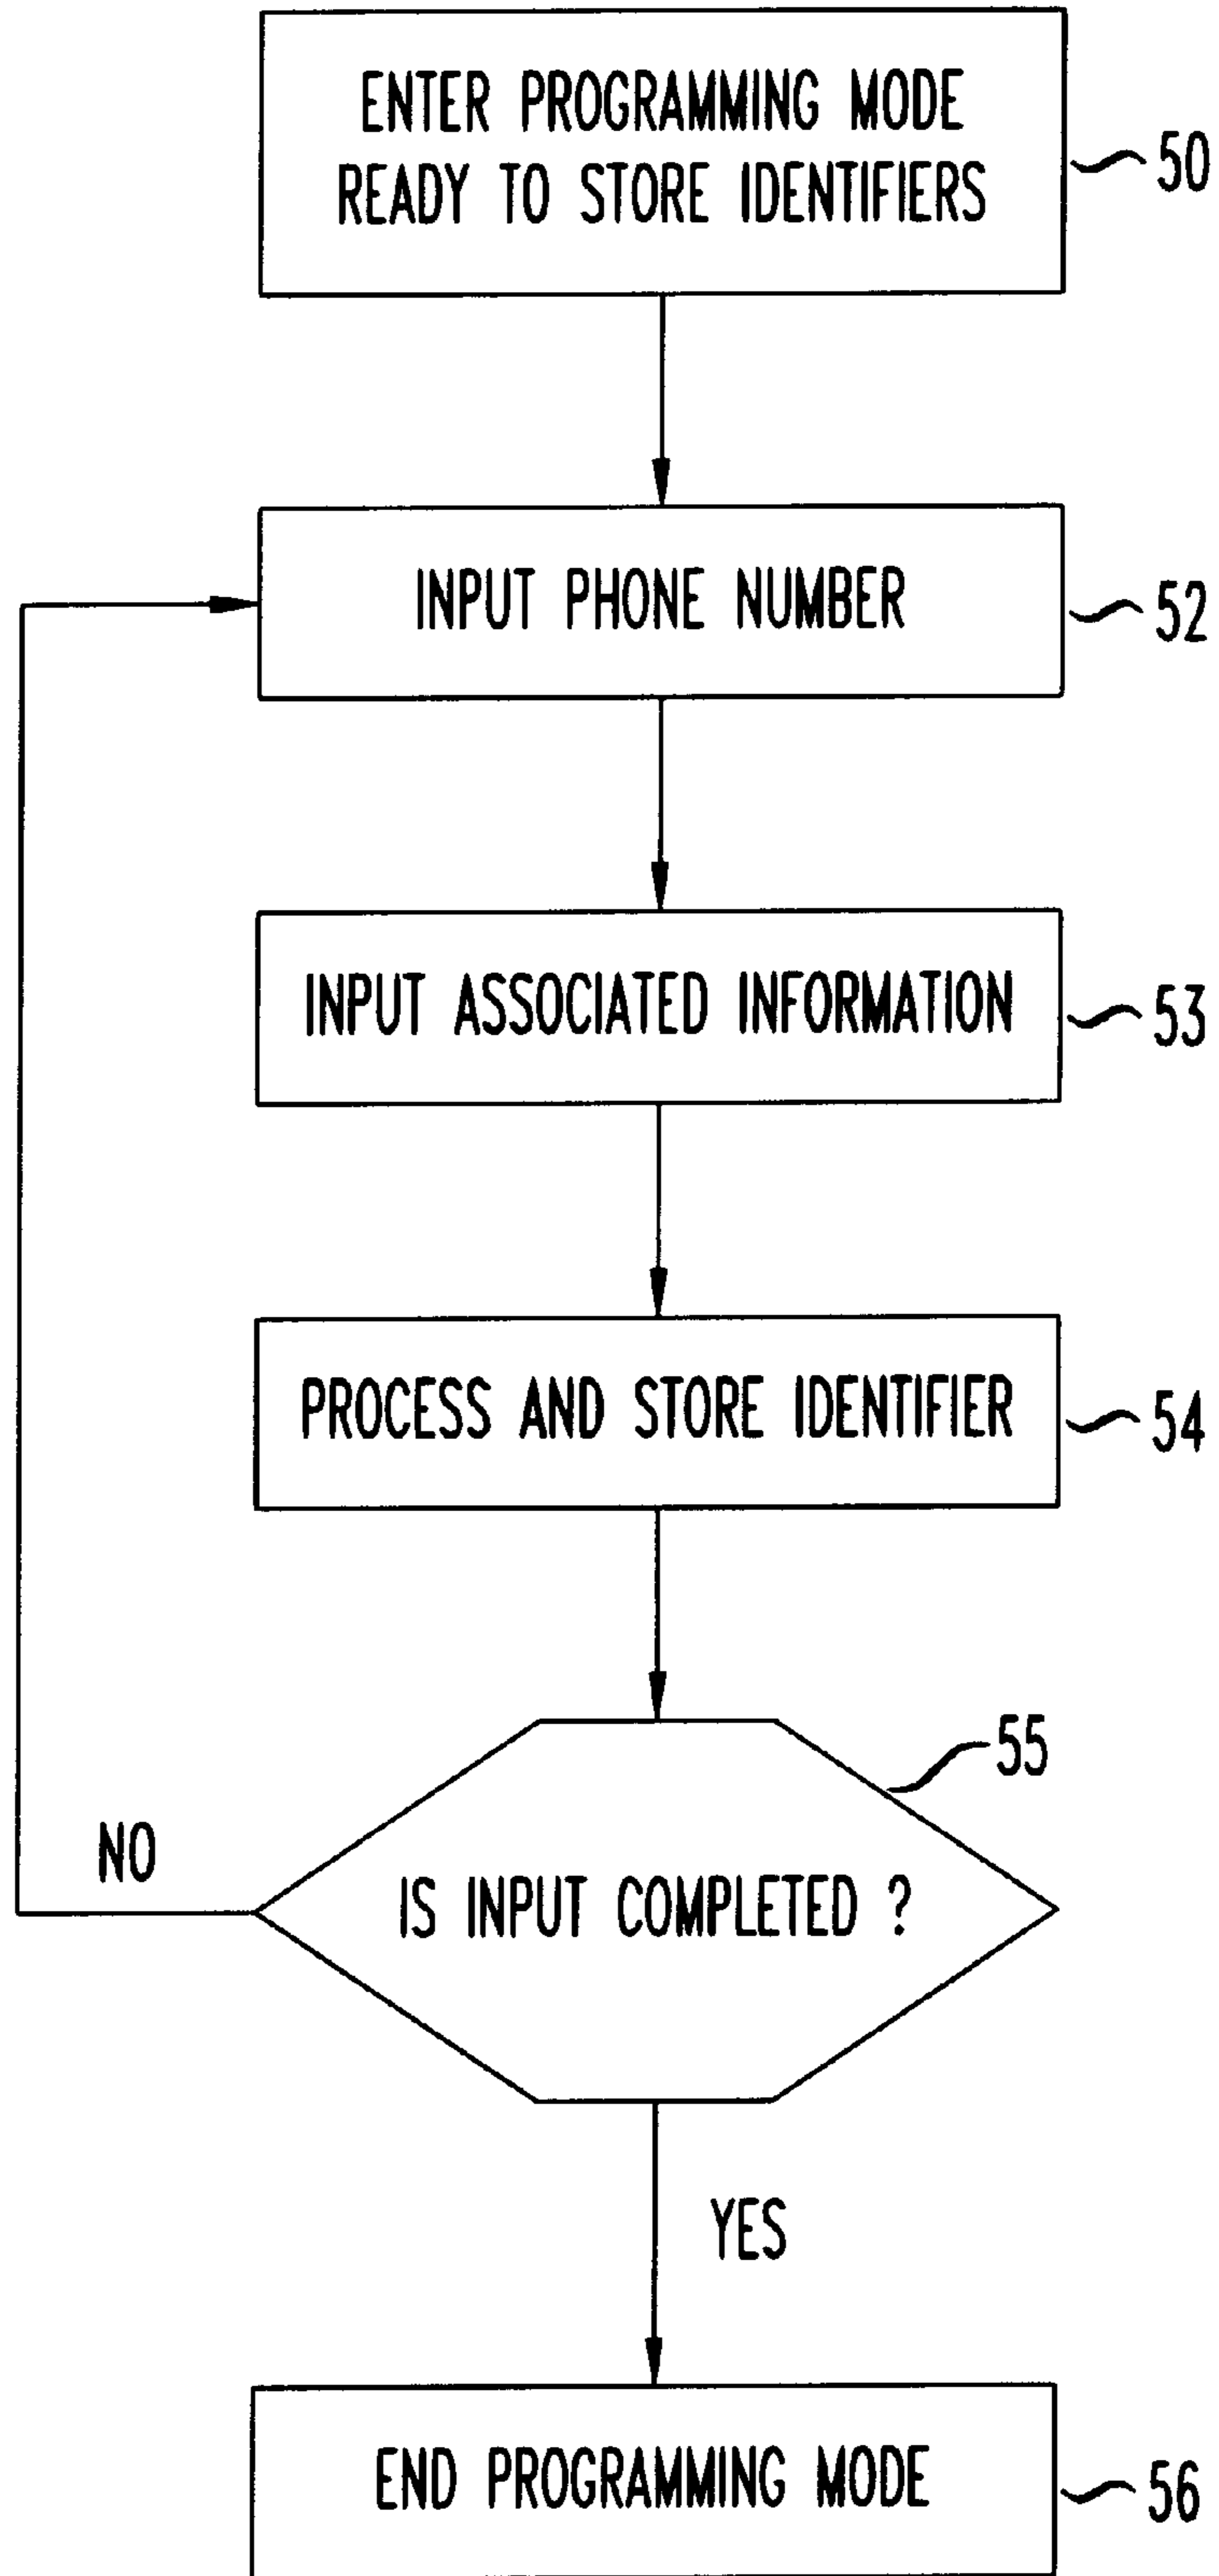 ENTER PROGRAMMING MODE
READY TO STORE IDENTIFIERS
50
INPUT PHONE NUMBER
52
INPUT ASSOCIATED INFORMATION
53
PROCESS AND STORE IDENTIFIER
54
55
NO
IS INPUT COMPLETED ?
YES
END PROGRAMMING MODE
56